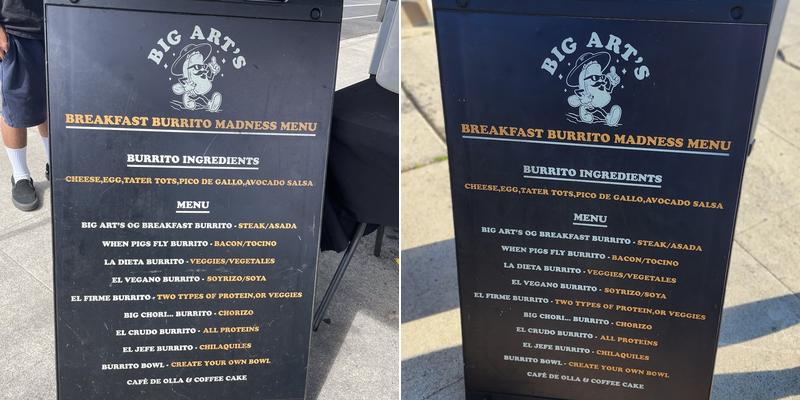 BIG ART'S
BREAKFAST BURRITO MADNESS MENU
BURRITO INGREDIENTS
CHEESE,EGG,TATER TOTS,PICO DE GALLO,AVOCADO SALSA
MENU
BIG ART'S OG BREAKFAST BURRITO - STEAK/ASADA
WHEN PIGS FLY BURRITO - BACON/TOCINO
LA DIETA BURRITO - VEGGIES/VEGETALES
EL VEGANO BURRITO - SOYRIZO/SOYA
EL FIRME BURRITO - TWO TYPES OF PROTEIN,OR VEGGIES
BIG CHORI... BURRITO - CHORIZO
EL CRUDO BURRITO - ALL PROTEINS
EL JEFE BURRITO - CHILAQUILES
BURRITO BOWL - CREATE YOUR OWN BOWL
CAFÉ DE OLLA & COFFEE CAKE
BIG ART'S
BREAKFAST BURRITO MADNESS MENU
BURRITO INGREDIENTS
CHEESE,EGG,TATER TOTS,PICO DE GALLO,AVOCADO SALSA
MENU
BIG ART'S OG BREAKFAST BURRITO - STEAK/ASADA
WHEN PIGS FLY BURRITO - BACON/TOCINO
LA DIETA BURRITO - VEGGIES/VEGETALES
EL VEGANO BURRITO - SOYRIZO/SOYA
EL FIRME BURRITO - TWO TYPES OF PROTEIN,OR VEGGIES
BIG CHORI... BURRITO - CHORIZO
EL CRUDO BURRITO - ALL PROTEINS
EL JEFE BURRITO - CHILAQUILES
BURRITO BOWL - CREATE YOUR OWN BOWL
CAFÉ DE OLLA & COFFEE CAKE